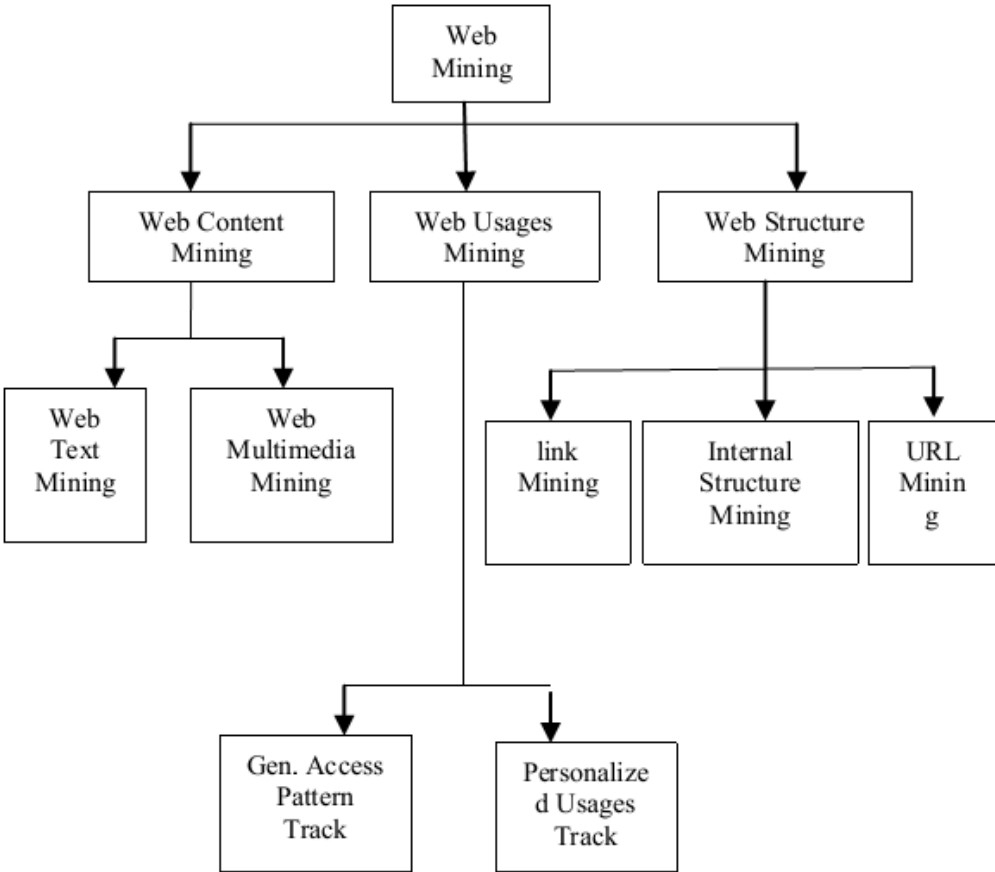 Web
Mining
Web Content
Mining
Web Usages
Mining
Web Structure
Mining
Web
Text
Mining
Web
Multimedia
Mining
link
Mining
Internal
Structure
Mining
URL
Minin
g
Gen. Access
Pattern
Track
Personalize
d Usages
Track